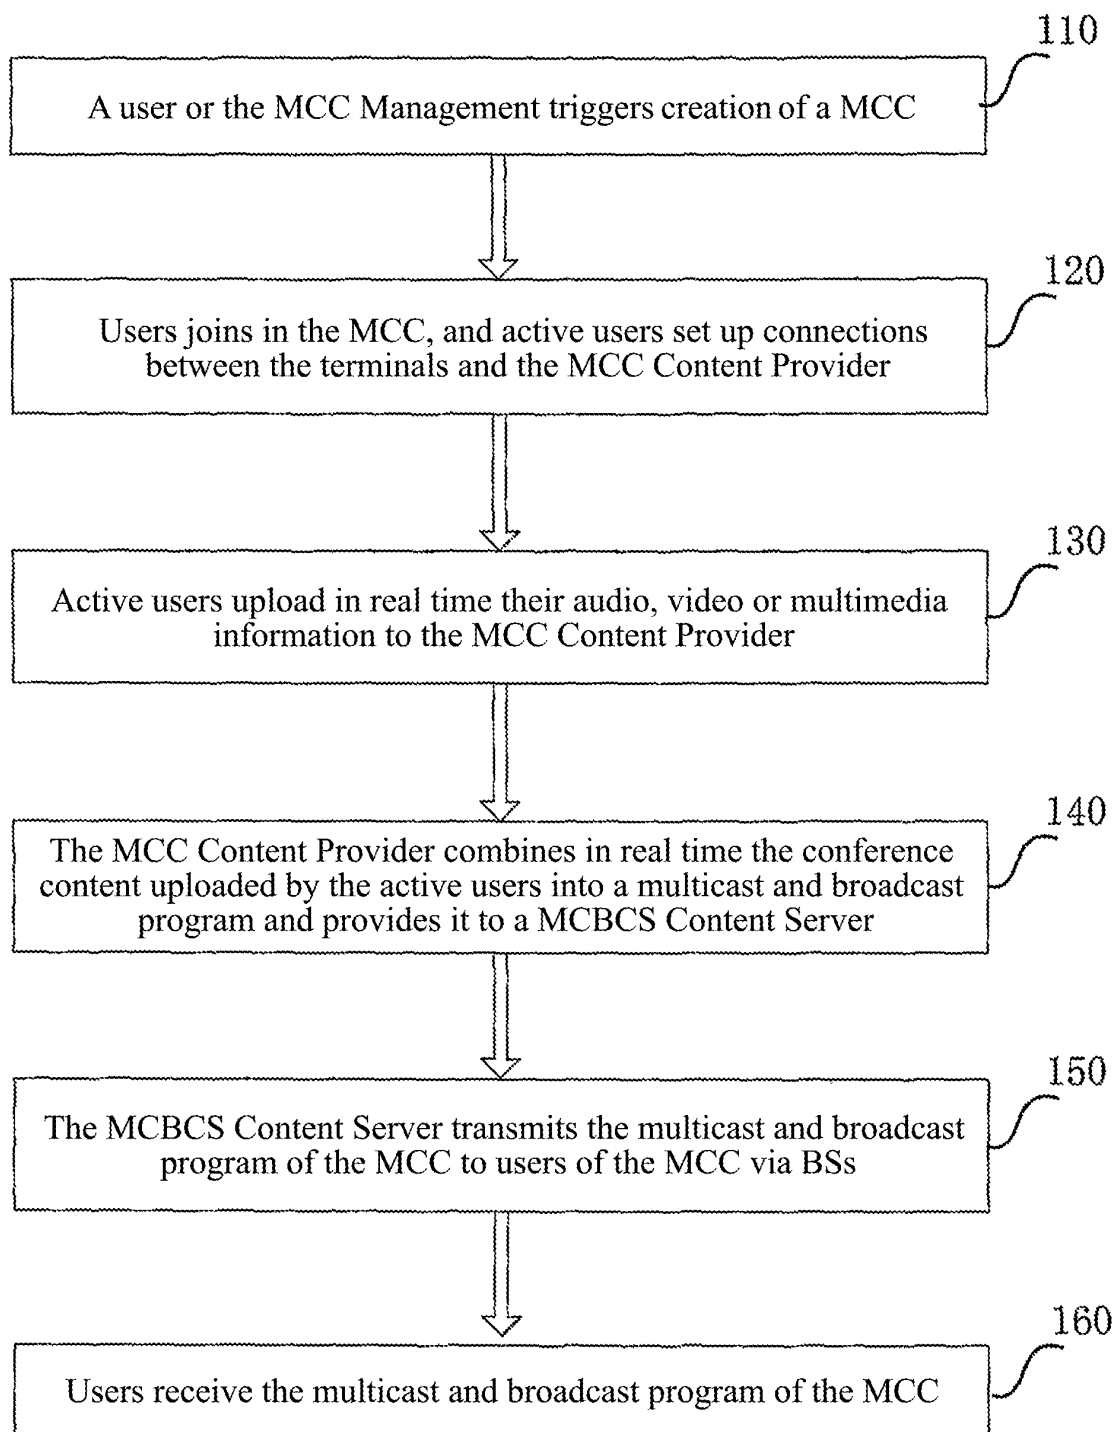 110
A user or the MCC Management triggers creation of a MCC
120
Users joins in the MCC, and active users set up connections
between the terminals and the MCC Content Provider
130
Active users upload in real time their audio, video or multimedia
information to the MCC Content Provider
140
The MCC Content Provider combines in real time the conference
content uploaded by the active users into a multicast and broadcast
program and provides it to a MCBCS Content Server
150
The MCBCS Content Server transmits the multicast and broadcast
program of the MCC to users of the MCC via BSs
160
Users receive the multicast and broadcast program of the MCC